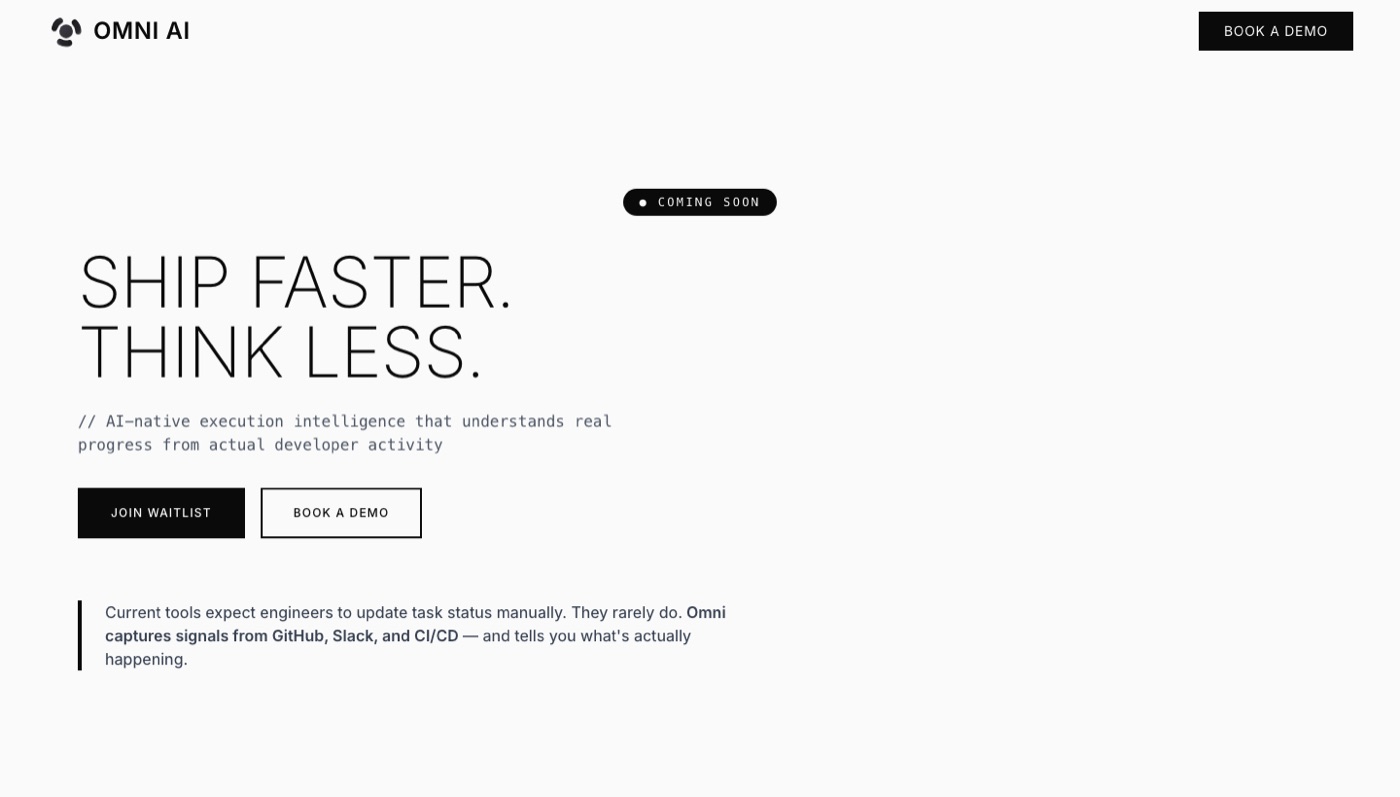 OMNI AI
BOOK A DEMO
● COMING SOON
SHIP FASTER.
THINK LESS.
// AI-native execution intelligence that understands real
progress from actual developer activity
JOIN WAITLIST
BOOK A DEMO
Current tools expect engineers to update task status manually. They rarely do. Omni
captures signals from GitHub, Slack, and CI/CD — and tells you what's actually
happening.